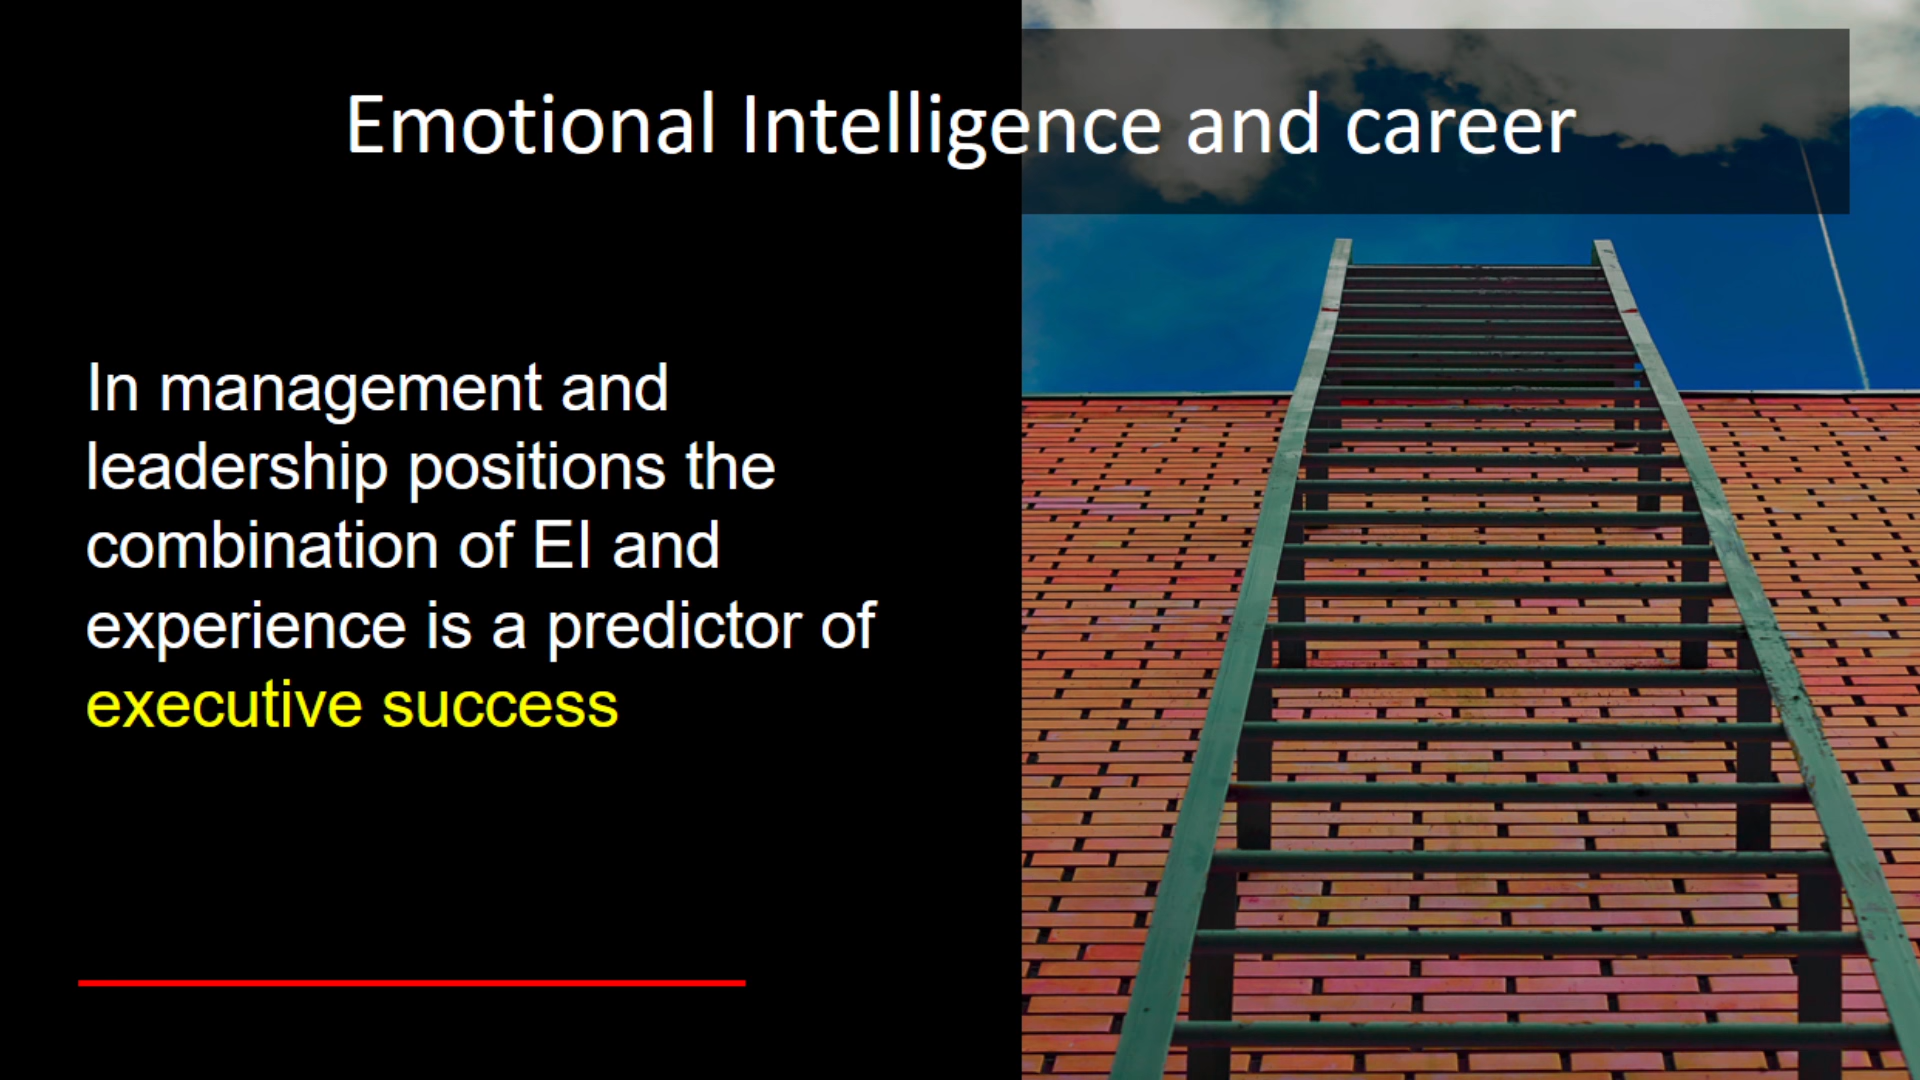 Emotional Intelligence and career
In management and
leadership positions the
combination of EI and
experience is a predictor of
executive success